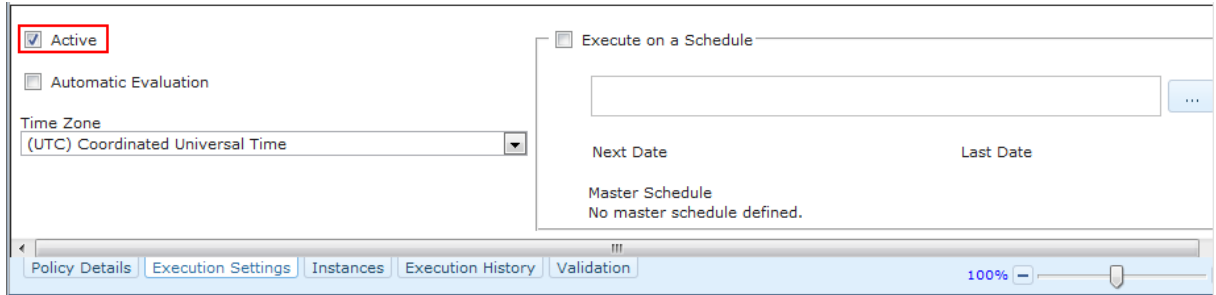 Active
Execute on a Schedule
Automatic Evaluation
...
Time Zone
(UTC) Coordinated Universal Time
Next Date
Last Date
Master Schedule
No master schedule defined.
Policy Details
Execution Settings
Instances
Execution History
Validation
100%